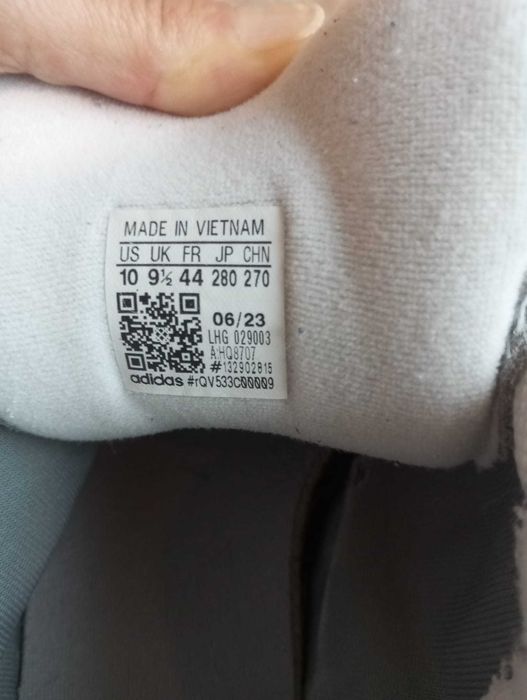 MADE IN VIETNAM
US UK FR JP CHN
10 9½ 44 280 270
06/23
LHG 029003
A:HQ8707
#132902815
adidas #rQV533C00009